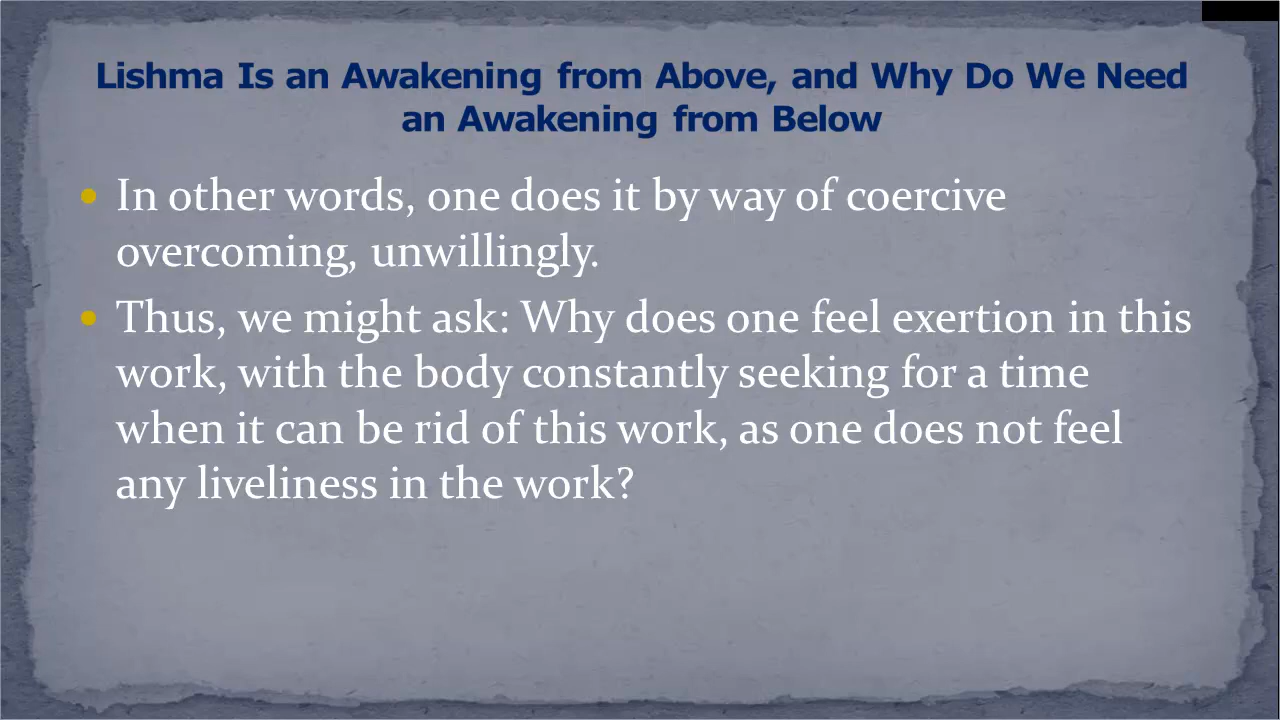 Lishma Is an Awakening from Above, and Why Do We Need
an Awakening from Below
• In other words, one does it by way of coercive
overcoming, unwillingly.
• Thus, we might ask: Why does one feel exertion in this
work, with the body constantly seeking for a time
when it can be rid of this work, as one does not feel
any liveliness in the work?